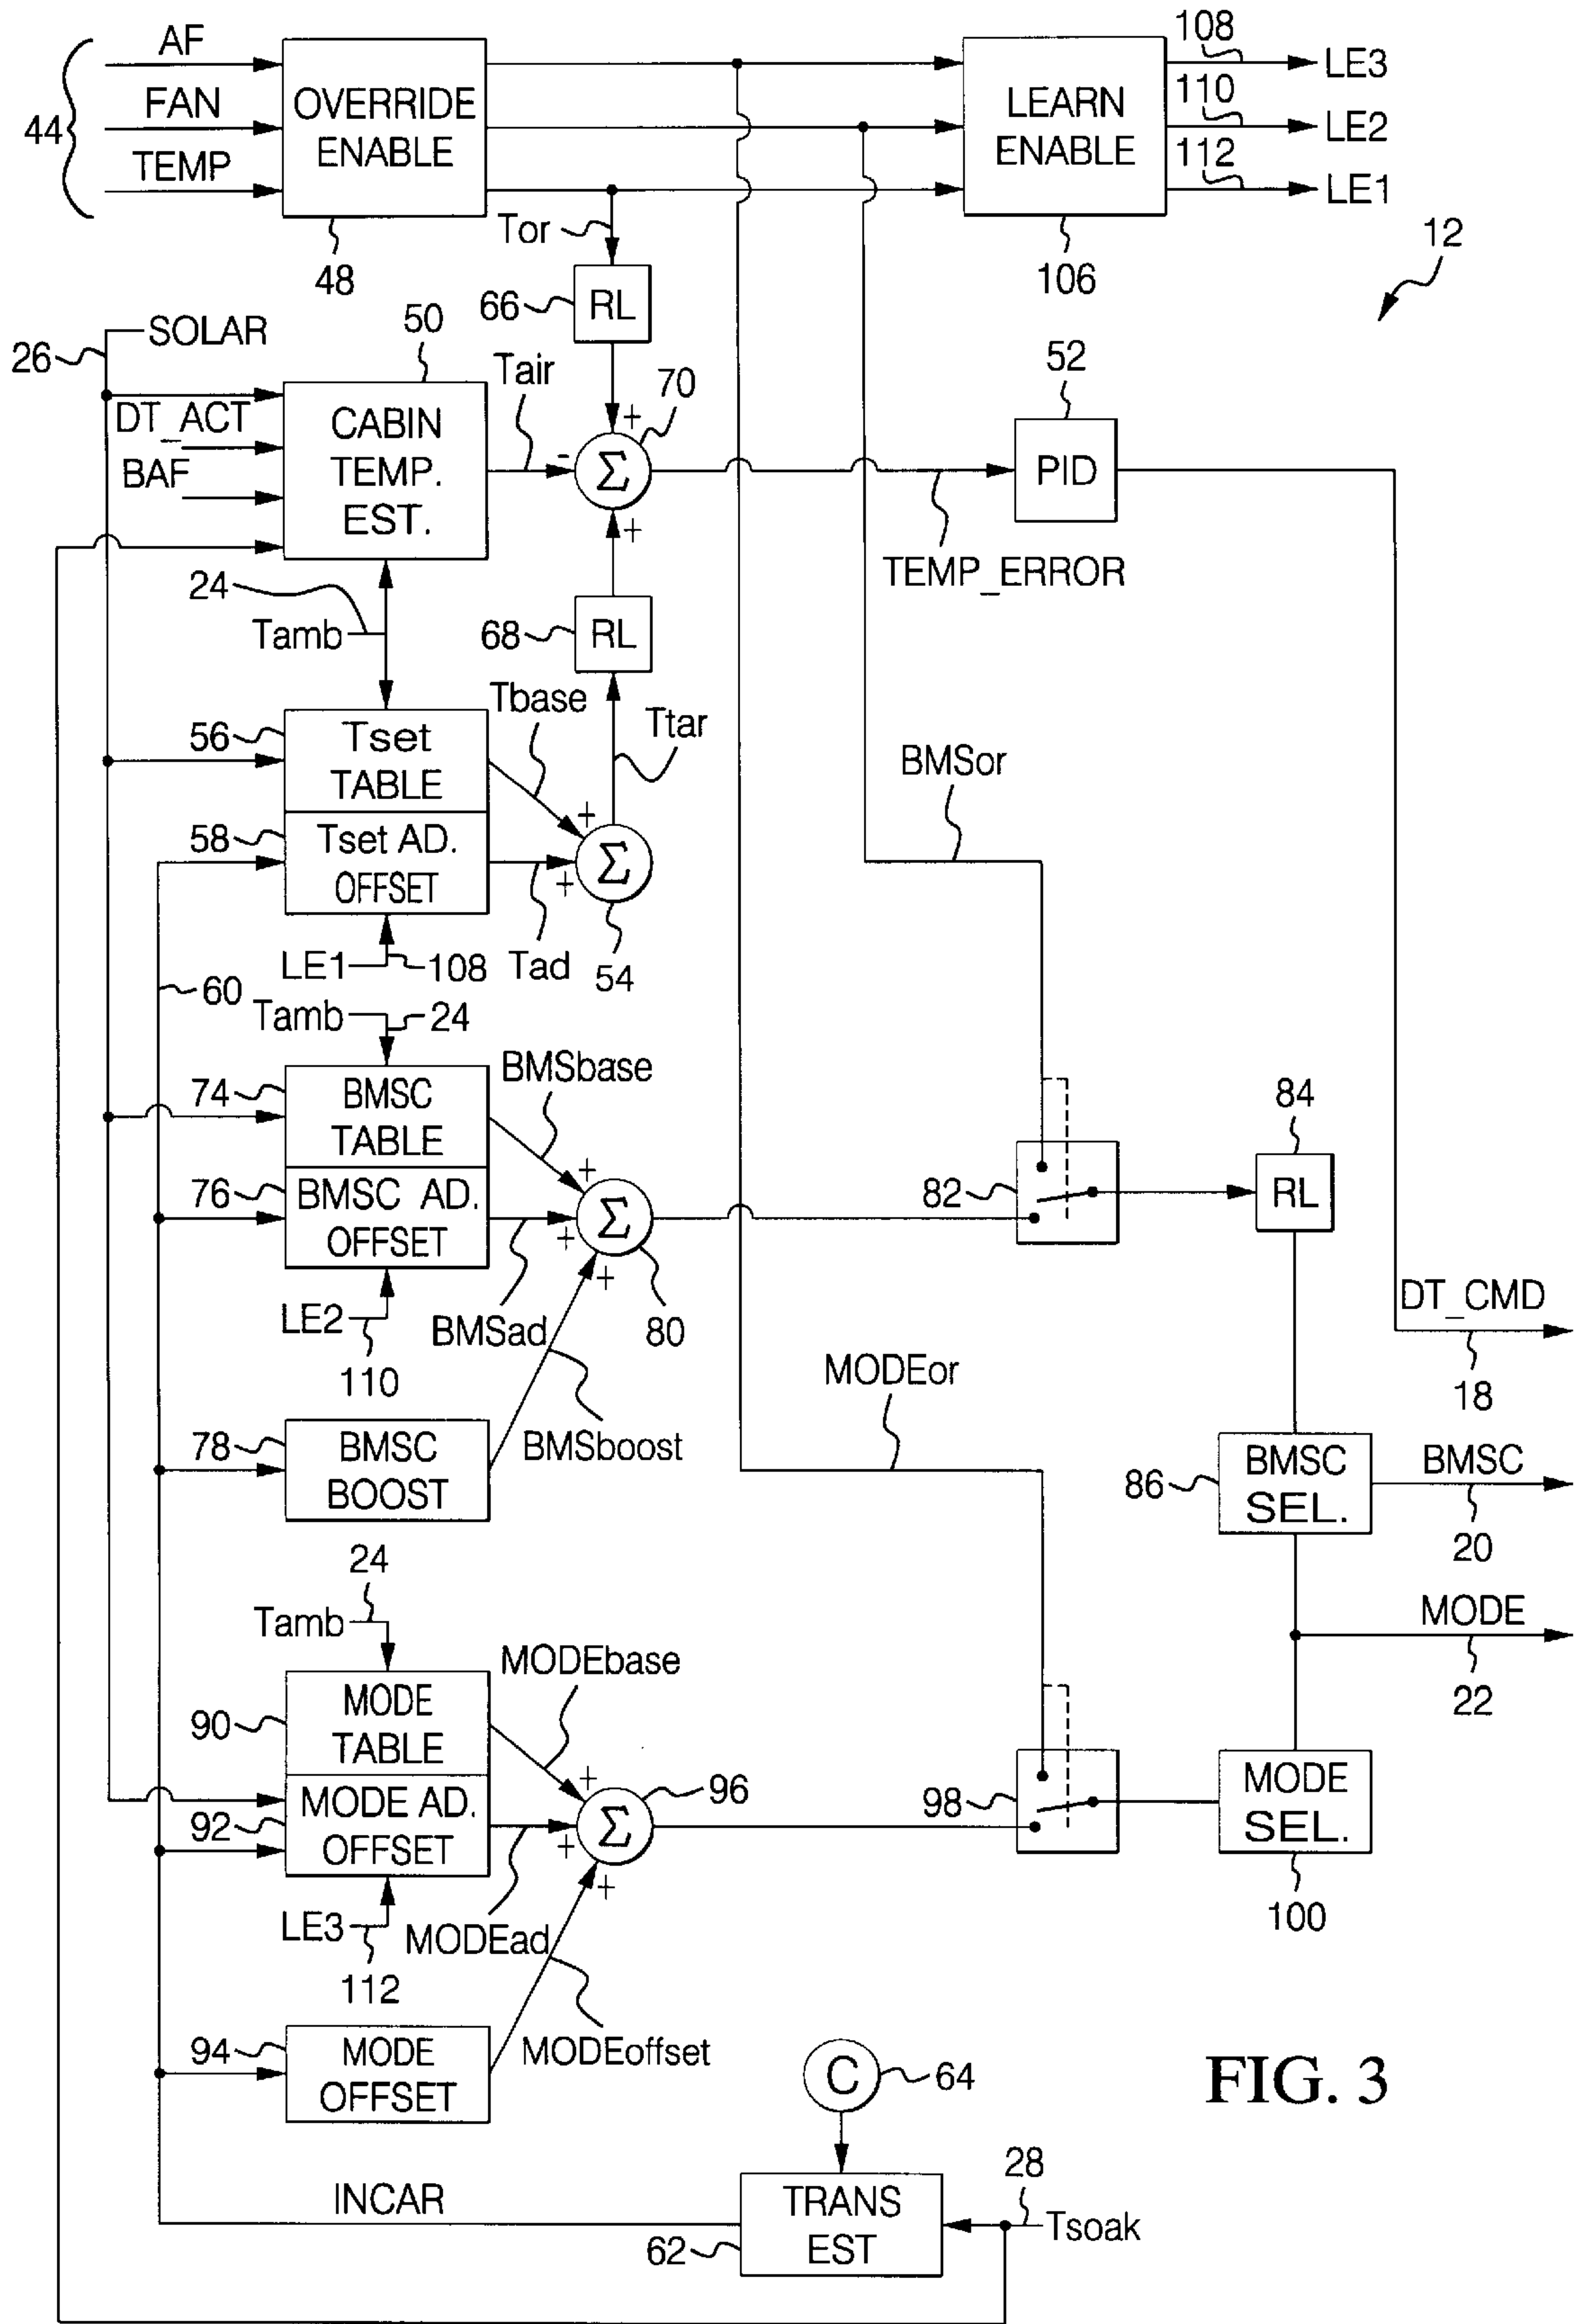 AF
FAN
TEMP
44
OVERRIDE
ENABLE
48
LEARN
ENABLE
106
108
LE3
110
LE2
112
LE1
12
Tor
66
RL
SOLAR
26
50
DT_ACT
BAF
CABIN
TEMP.
EST.
Tair
-
+
70
Σ
+
52
PID
TEMP_ERROR
24
Tamb
68
RL
Tbase
Ttar
56
Tset
TABLE
58
Tset AD.
OFFSET
+
+
Σ
54
Tad
LE1
108
BMSor
60
Tamb
24
74
BMSC
TABLE
76
BMSC AD.
OFFSET
BMSbase
+
+
+
Σ
80
BMSad
LE2
110
BMSboost
78
BMSC
BOOST
82
84
RL
DT_CMD
18
MODEor
86
BMSC
SEL.
BMSC
20
MODE
22
24
Tamb
90
MODE
TABLE
92
MODE AD.
OFFSET
MODEbase
+
+
+
Σ
96
MODEad
LE3
112
MODEoffset
98
MODE
SEL.
100
94
MODE
OFFSET
C
64
INCAR
TRANS
EST
62
28
Tsoak
FIG. 3